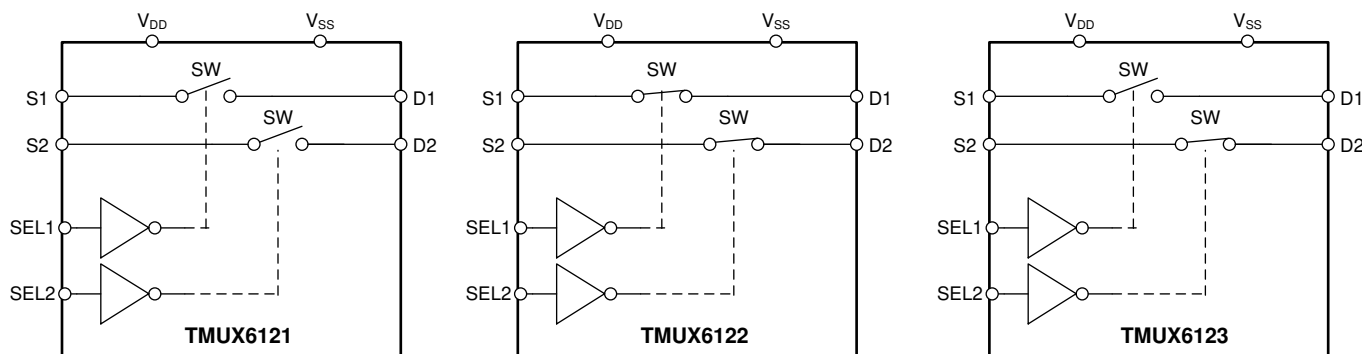 VDD VSS
SW
S1 D1
SW
S2 D2
SEL1
SEL2
TMUX6121
VDD VSS
SW
S1 D1
SW
S2 D2
SEL1
SEL2
TMUX6122
VDD VSS
SW
S1 D1
SW
S2 D2
SEL1
SEL2
TMUX6123